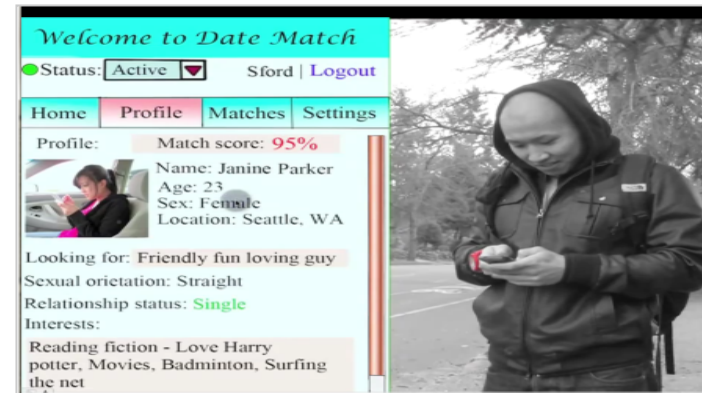 Welcome to Date Match
Status: Active Sford | Logout
Home Profile Matches Settings
Profile: Match score: 95%
Name: Janine Parker
Age: 23
Sex: Female
Location: Seattle, WA
Looking for: Friendly fun loving guy
Sexual orietation: Straight
Relationship status: Single
Interests:
Reading fiction - Love Harry
potter, Movies, Badminton, Surfing
the net